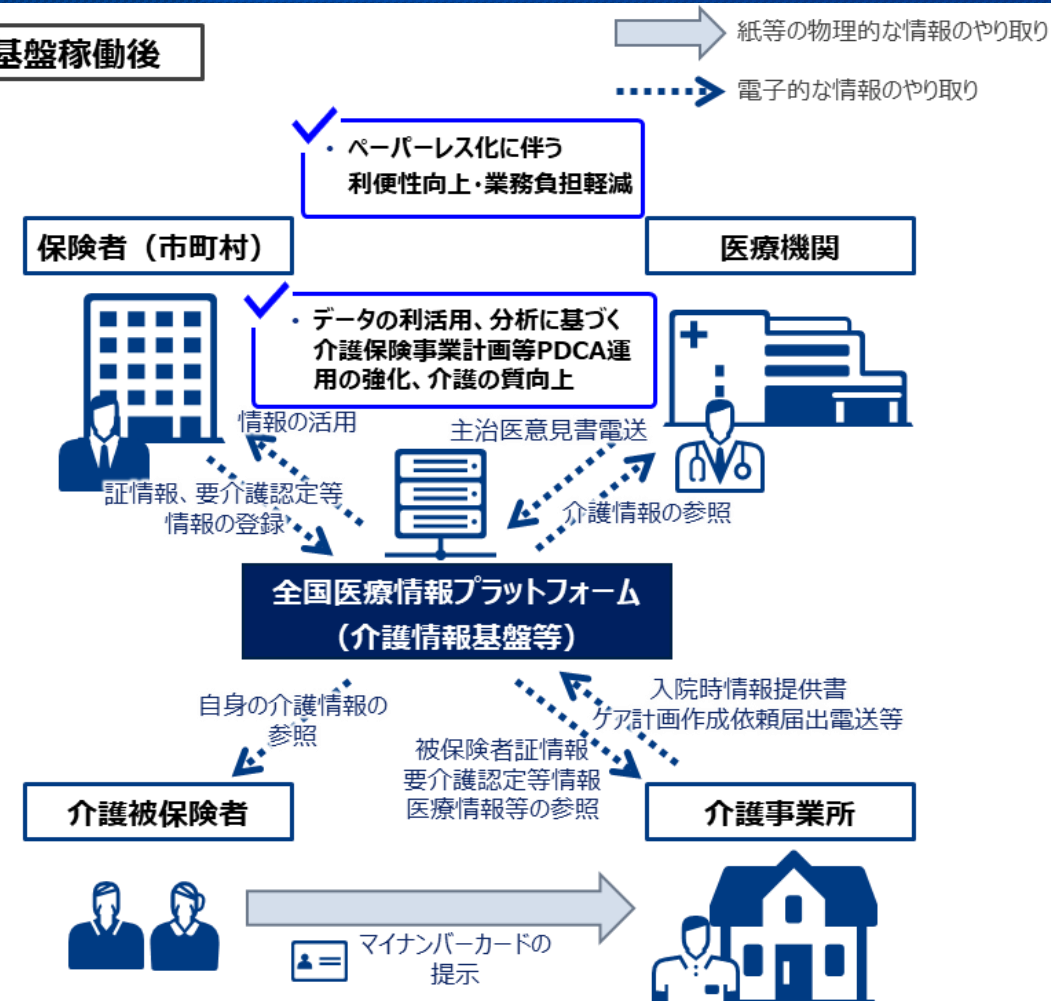 基盤稼働後
紙等の物理的な情報のやり取り
電子的な情報のやり取り
・ ペーパーレス化に伴う
利便性向上・業務負担軽減
保険者（市町村）
医療機関
・ データの利活用、分析に基づく
介護保険事業計画等PDCA運
用の強化、介護の質向上
情報の活用
主治医意見書電送
証情報、要介護認定等
情報の登録
介護情報の参照
全国医療情報プラットフォーム
（介護情報基盤等）
自身の介護情報の
参照
入院時情報提供書
ケア計画作成依頼届出電送等
被保険者証情報
要介護認定等情報
医療情報等の参照
介護被保険者
介護事業所
マイナンバーカードの
提示